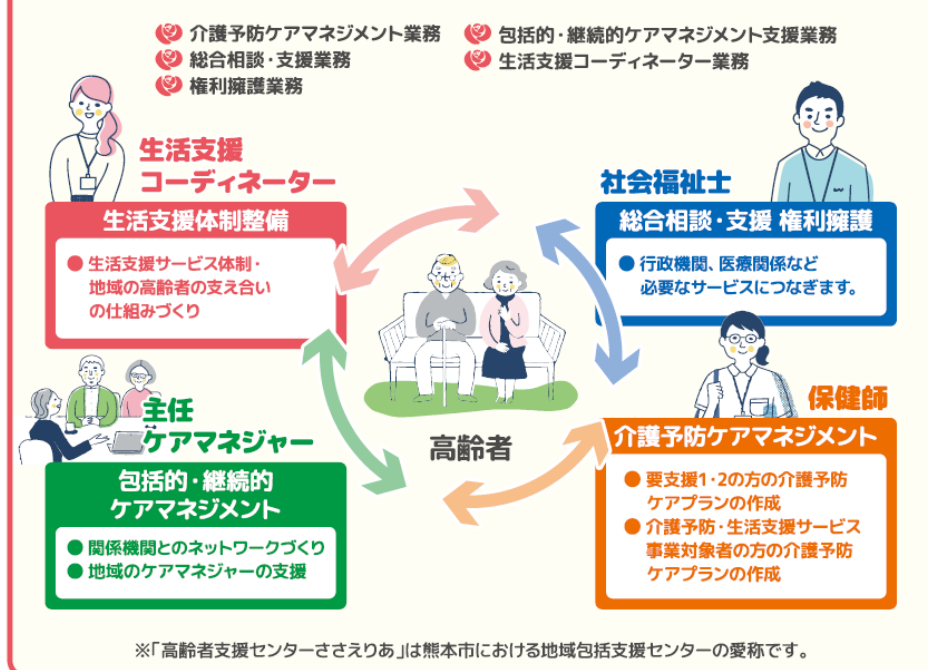 介護予防ケアマネジメント業務
包括的・継続的ケアマネジメント支援業務
総合相談・支援業務
生活支援コーディネーター業務
権利擁護業務
生活支援
コーディネーター
生活支援体制整備
● 生活支援サービス体制・
地域の高齢者の支え合い
の仕組みづくり
社会福祉士
総合相談・支援 権利擁護
● 行政機関、医療関係など
必要なサービスにつなぎます。
主任
ケアマネジャー
包括的・継続的
ケアマネジメント
● 関係機関とのネットワークづくり
● 地域のケアマネジャーの支援
高齢者
保健師
介護予防ケアマネジメント
● 要支援1・2の方の介護予防
ケアプランの作成
● 介護予防・生活支援サービス
事業対象者の方の介護予防
ケアプランの作成
※「高齢者支援センターささえりあ」は熊本市における地域包括支援センターの愛称です。